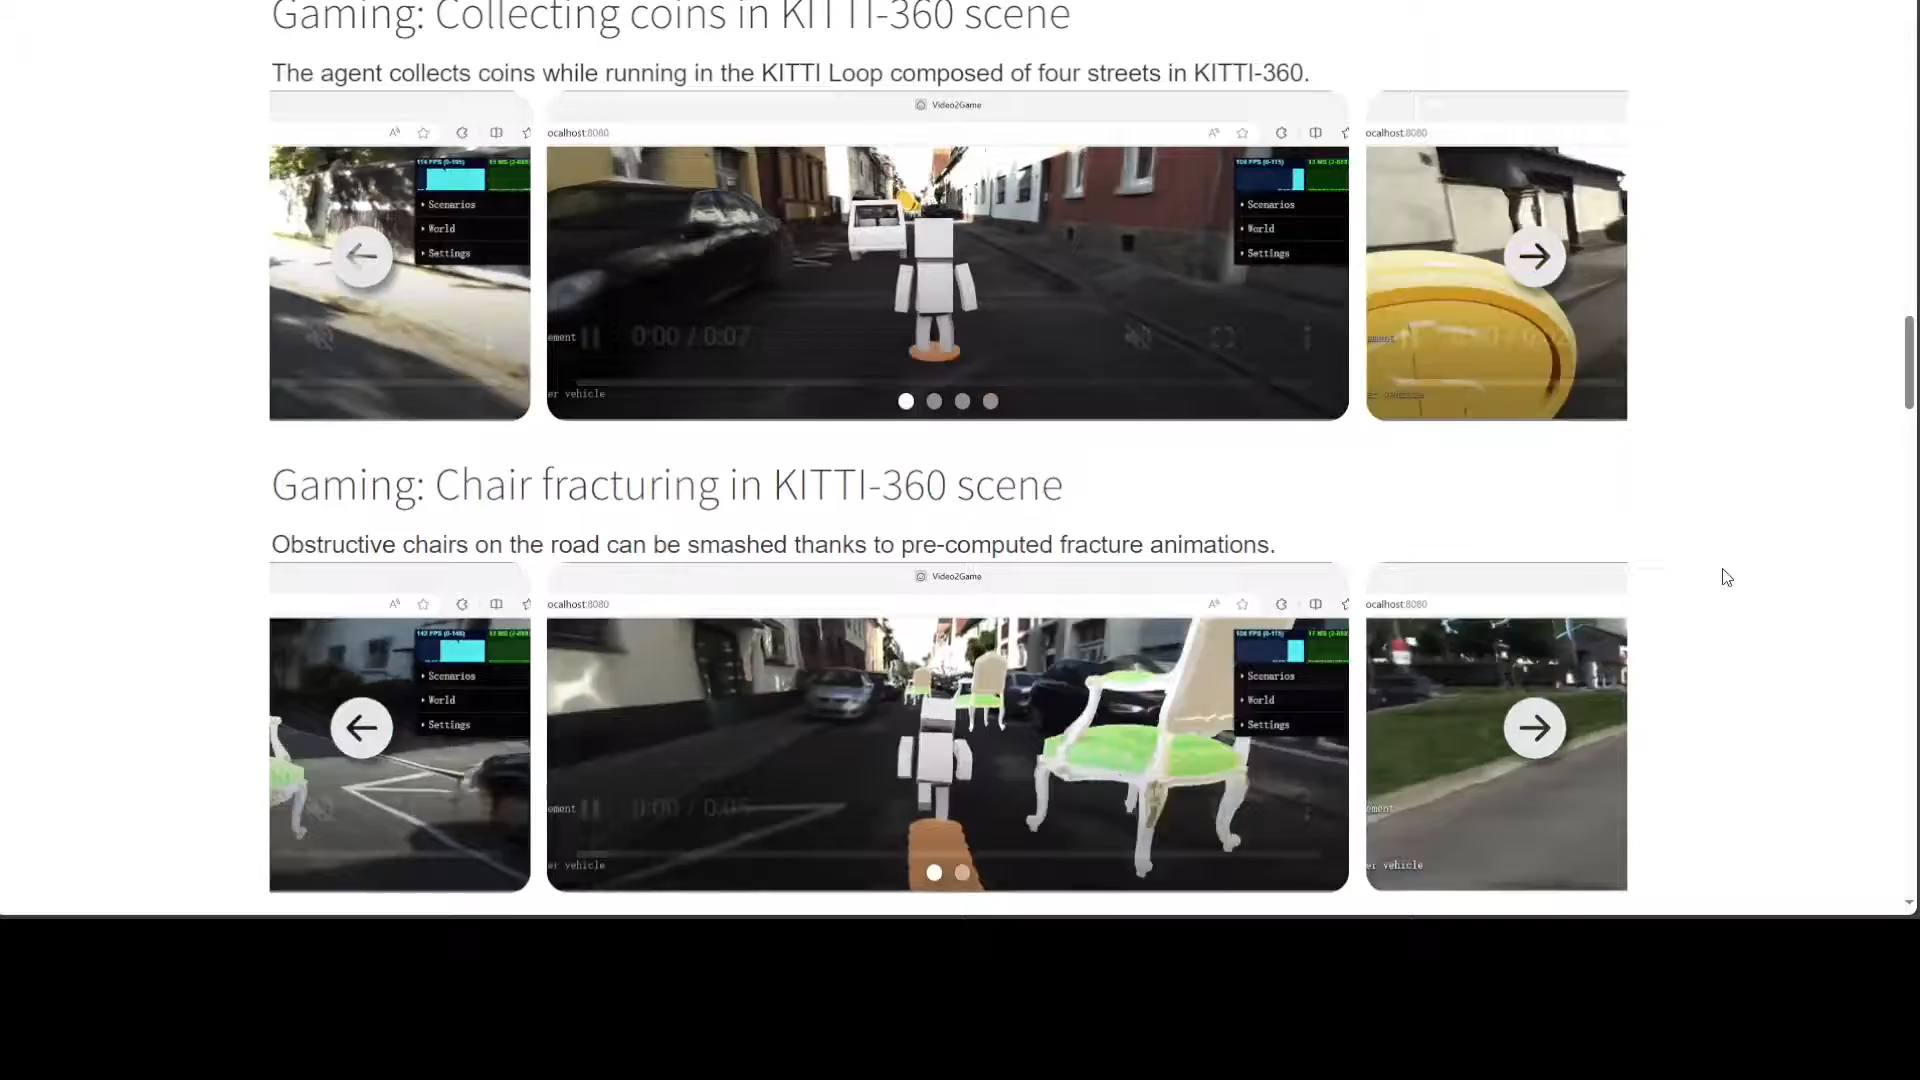 Gaming: Collecting coins in KITTI-360 scene
The agent collects coins while running in the KITTI Loop composed of four streets in KITTI-360.
Video2Game
ocalhost:8080
ocalhost:8080
Scenarios
World
Settings
Scenarios
World
Settings
ement
0:00 / 0:07
er vehicle
Gaming: Chair fracturing in KITTI-360 scene
Obstructive chairs on the road can be smashed thanks to pre-computed fracture animations.
Video2Game
ocalhost:8080
ocalhost:8080
Scenarios
World
Settings
Scenarios
World
Settings
ement
er vehicle
ement
er vehicle